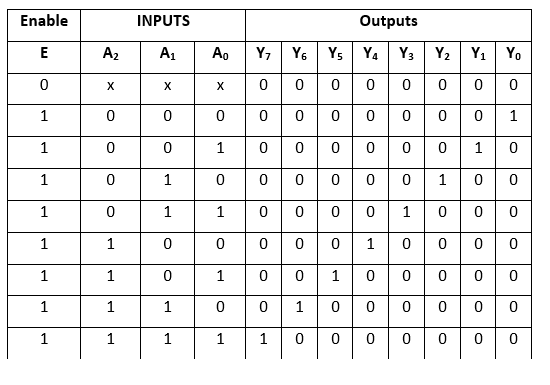 Enable INPUTS Outputs
E A₂ A₁ A₀ Y₇ Y₆ Y₅ Y₄ Y₃ Y₂ Y₁ Y₀
0 x x x 0 0 0 0 0 0 0 0
1 0 0 0 0 0 0 0 0 0 0 1
1 0 0 1 0 0 0 0 0 0 1 0
1 0 1 0 0 0 0 0 0 1 0 0
1 0 1 1 0 0 0 0 1 0 0 0
1 1 0 0 0 0 0 1 0 0 0 0
1 1 0 1 0 0 1 0 0 0 0 0
1 1 1 0 0 1 0 0 0 0 0 0
1 1 1 1 1 0 0 0 0 0 0 0